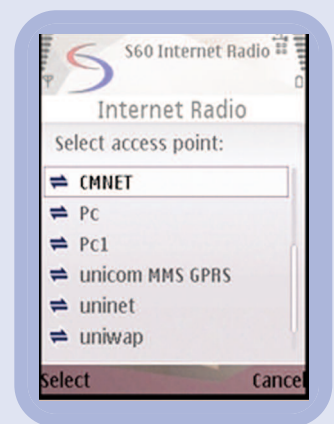 S60 Internet Radio
Internet Radio
Select access point:
CMNET
Pc
Pc1
unicom MMS GPRS
uninet
uniwap
Select Cancel